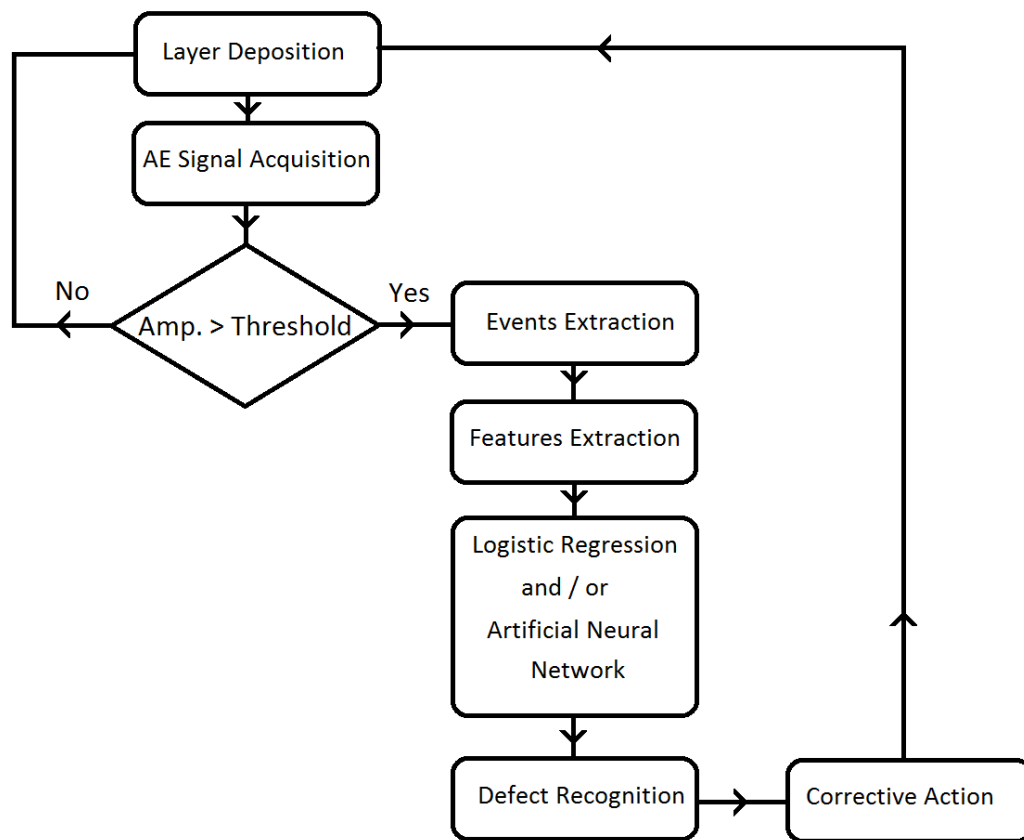 Layer Deposition
AE Signal Acquisition
No
Yes
Amp. > Threshold
Events Extraction
Features Extraction
Logistic Regression
and / or
Artificial Neural
Network
Defect Recognition
Corrective Action